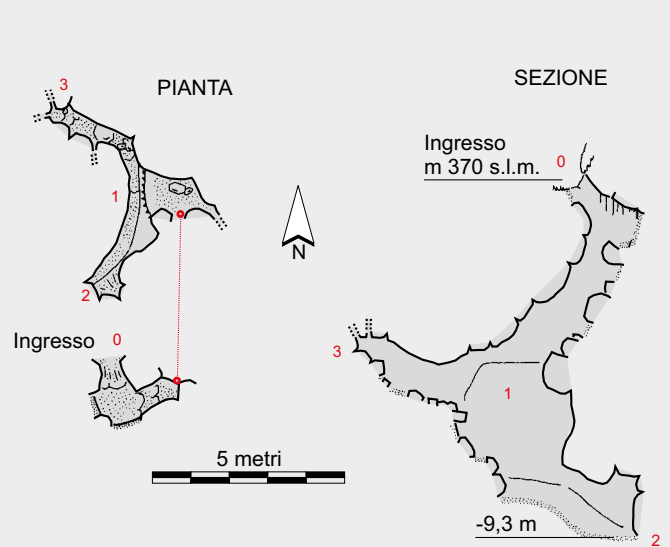 PIANTA
3
1
2
N
Ingresso 0
5 metri
SEZIONE
Ingresso
m 370 s.l.m.
0
3
1
-9,3 m
2